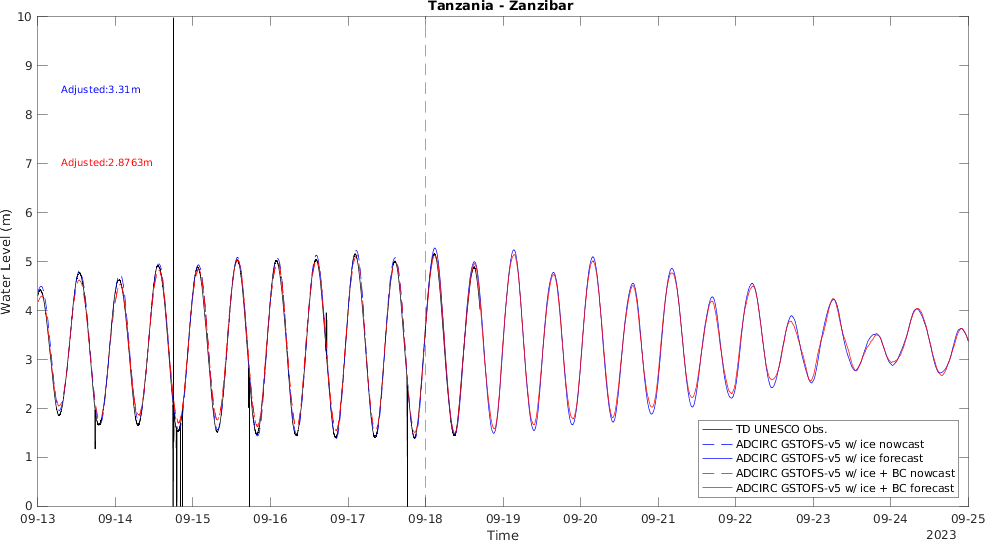 Tanzania - Zanzibar
10
9
8
7
6
5
4
3
2
1
0
Water Level (m)
Adjusted:3.31m
Adjusted:2.8763m
TD UNESCO Obs.
ADCIRC GSTOFS-v5 w/ ice nowcast
ADCIRC GSTOFS-v5 w/ ice forecast
ADCIRC GSTOFS-v5 w/ ice + BC nowcast
ADCIRC GSTOFS-v5 w/ ice + BC forecast
09-13 09-14 09-15 09-16 09-17 09-18 09-19 09-20 09-21 09-22 09-23 09-24 09-25
Time
2023